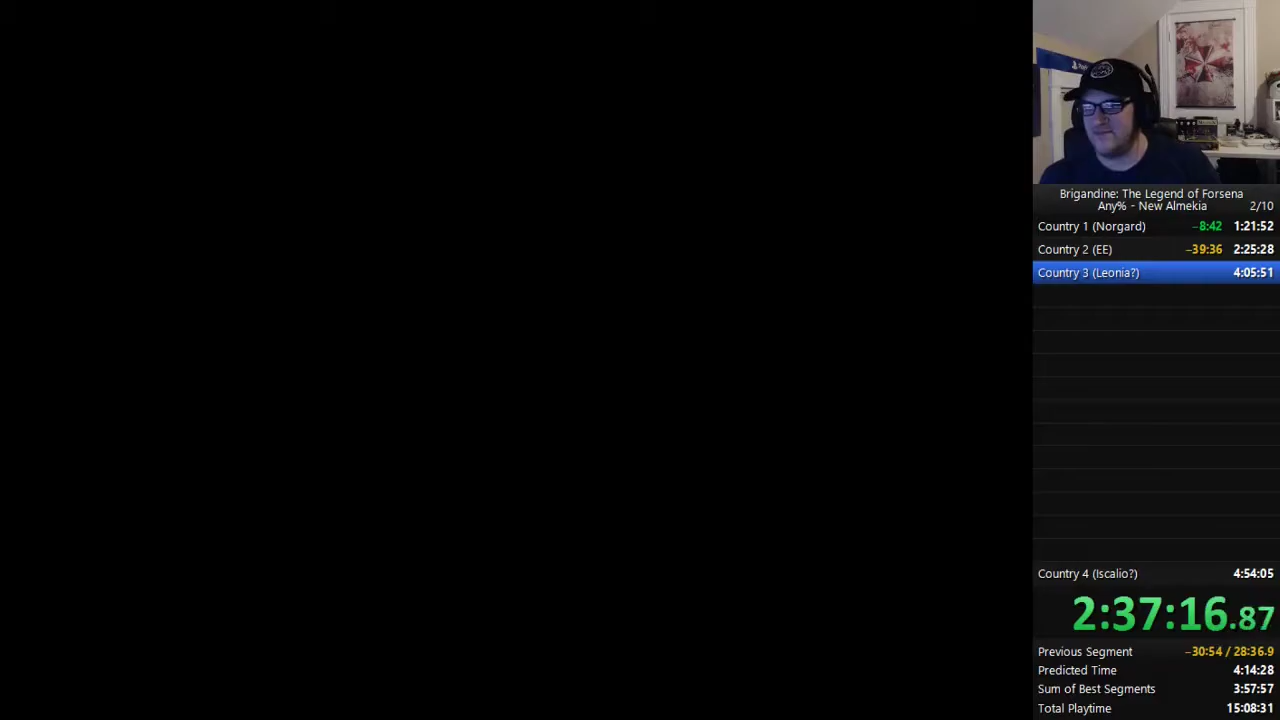 Brigandine: The Legend of Forsena
Any% - New Almekia 2/10
Country 1 (Norgard) −8:42 1:21:52
Country 2 (EE) −39:36 2:25:28
Country 3 (Leonia?) 4:05:51
Country 4 (Iscalio?) 4:54:05
2:37:16.87
Previous Segment −30:54 / 28:36.9
Predicted Time 4:14:28
Sum of Best Segments 3:57:57
Total Playtime 15:08:31